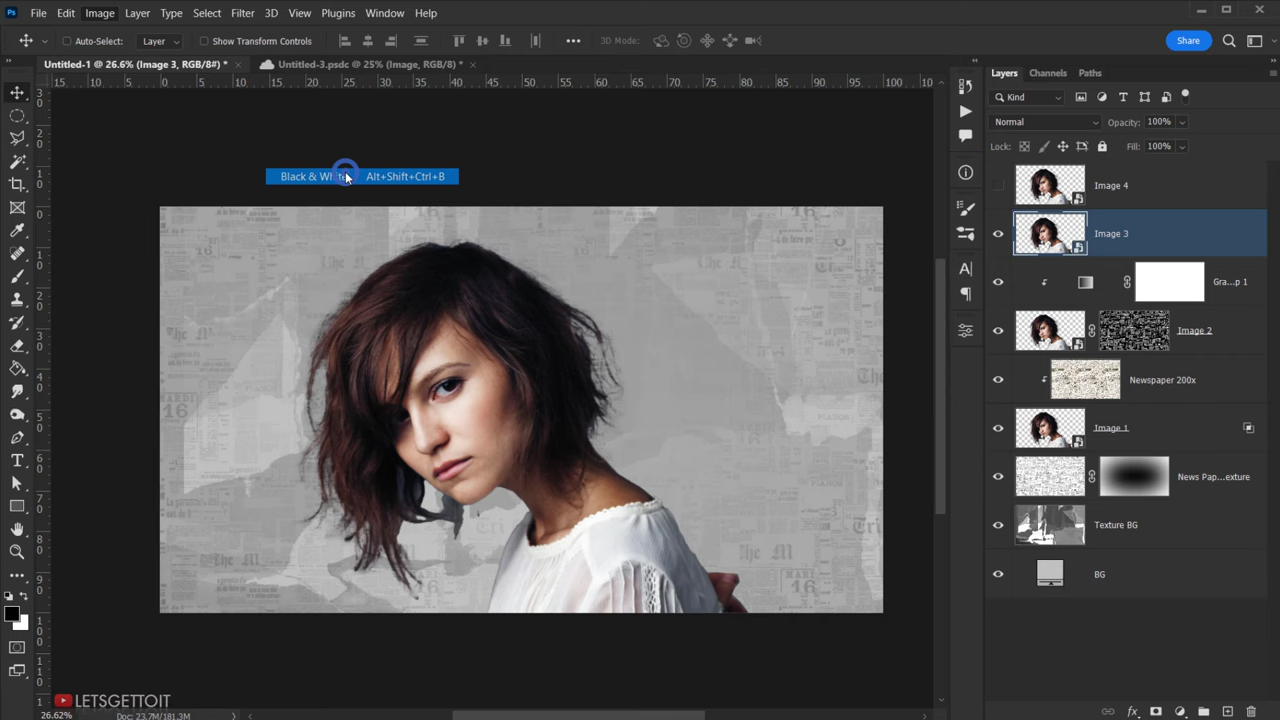 Ps File Edit Image Layer Type Select Filter 3D View Plugins Window Help
Auto-Select: Layer Show Transform Controls 3D Mode: Share
Untitled-1 @ 26.6% (Image 3, RGB/8#) * × Untitled-3.psdc @ 25% (Image, RGB/8) * ×
Layers Channels Paths
Kind
Normal Opacity: 100%
Lock: Fill: 100%
Black & White Alt+Shift+Ctrl+B
Image 4
Image 3
Gra...p 1
Image 2
Newspaper 200x
Image 1
News Pap...exture
Texture BG
BG
LETSGETTOIT
26.62% Doc: 23.7M/181.3M